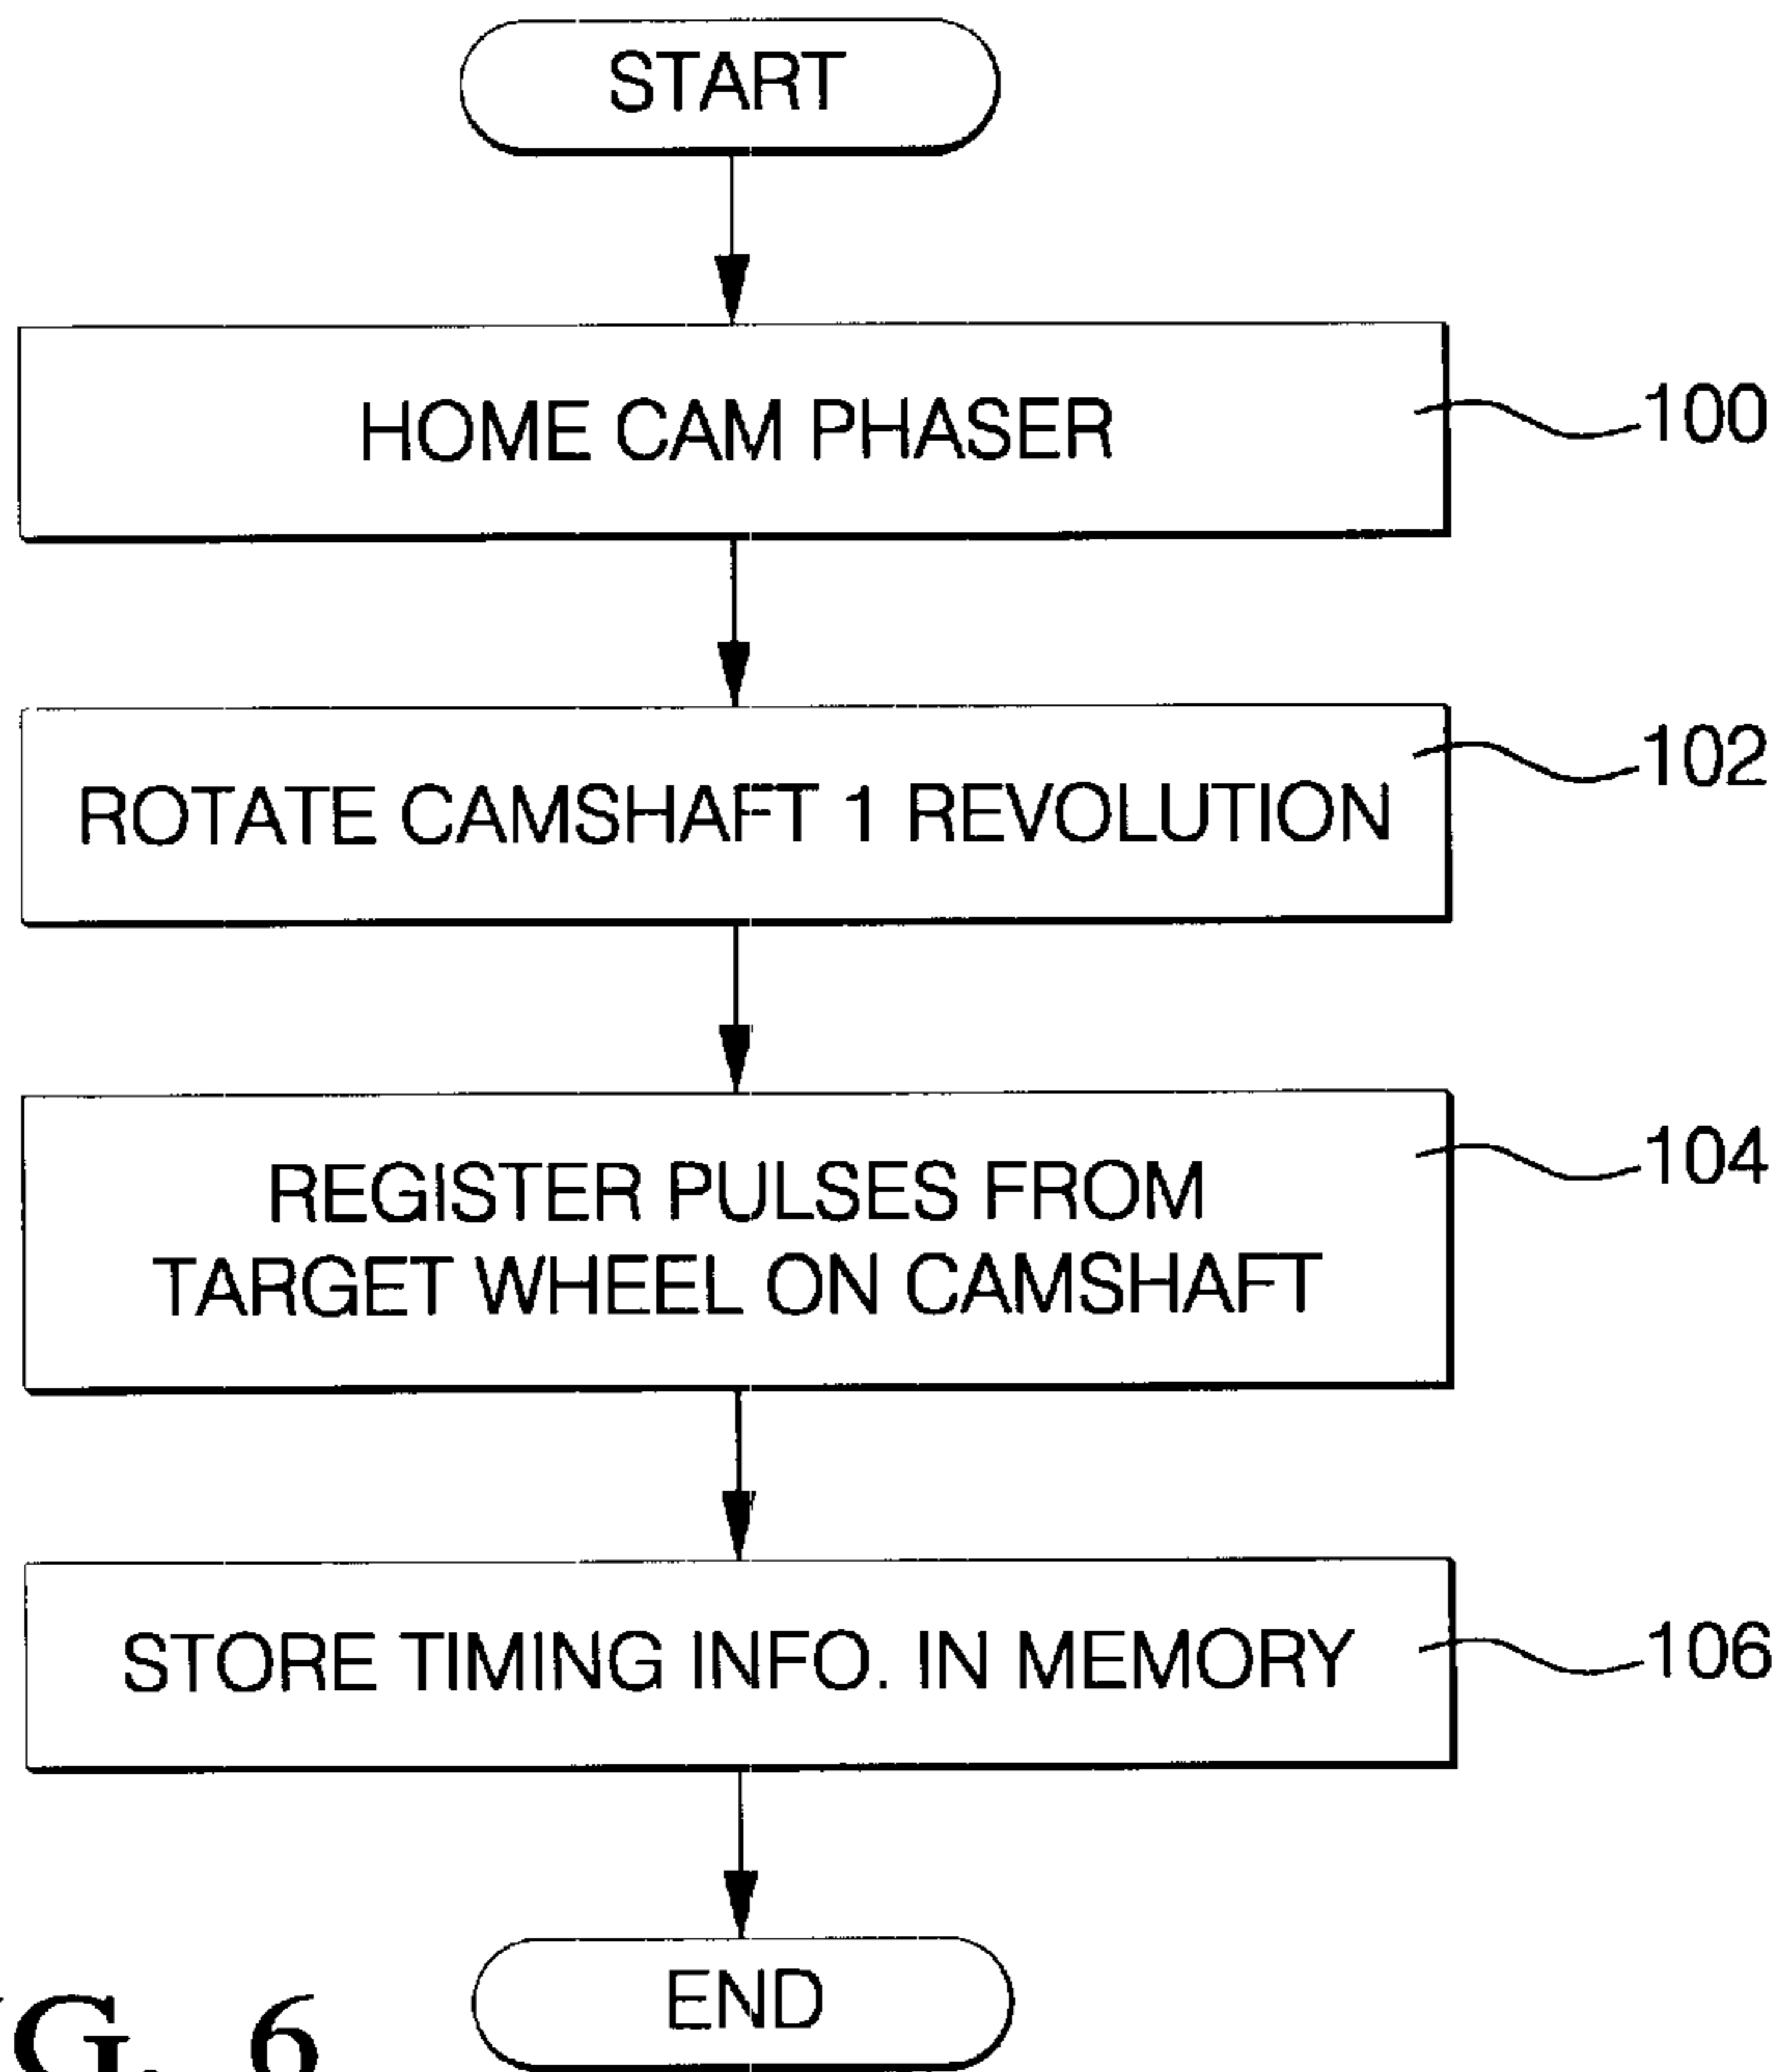 START
HOME CAM PHASER
100
ROTATE CAMSHAFT 1 REVOLUTION
102
REGISTER PULSES FROM
TARGET WHEEL ON CAMSHAFT
104
STORE TIMING INFO. IN MEMORY
106
END
G. 6